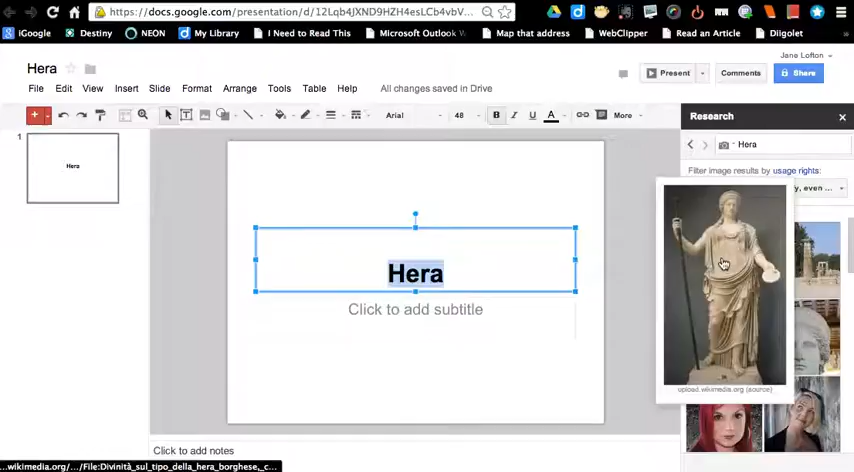 https://docs.google.com/presentation/d/12Lqb4JXND9HZH4esLCb4vbV...
iGoogle Destiny NEON My Library I Need to Read This Microsoft Outlook W Map that address WebClipper Read an Article Diigolet
Jane Lofton
Hera
Present Comments Share
File Edit View Insert Slide Format Arrange Tools Table Help All changes saved in Drive
Arial 48 B I U A More
Research
Hera
Filter image results by usage rights:
y, even ...
1
Hera
Hera
Click to add subtitle
upload.wikimedia.org (source)
Click to add notes
...wikimedia.org/.../File:Divinità_sul_tipo_della_hera_borghese,_c...